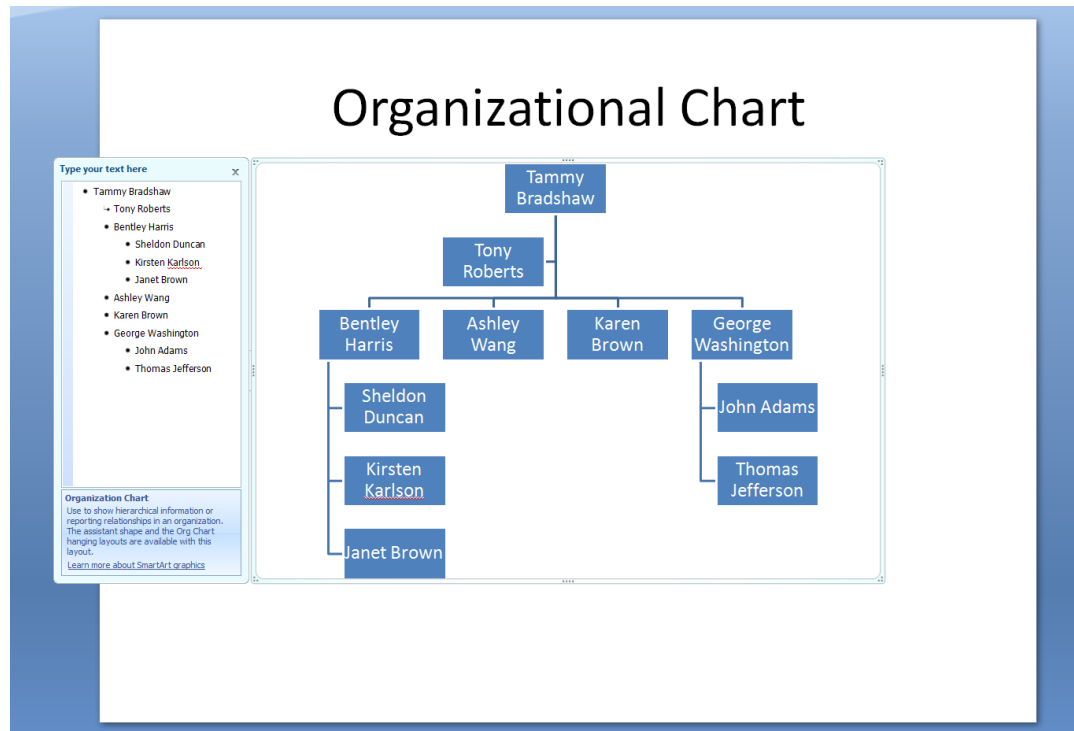 Organizational Chart
Type your text here
x
Tammy Bradshaw
Tony Roberts
Bentley Harris
Sheldon Duncan
Kirsten Karlson
Janet Brown
Ashley Wang
Karen Brown
George Washington
John Adams
Thomas Jefferson
Organization Chart
Use to show hierarchical information or
reporting relationships in an organization.
The assistant shape and the Org Chart
hanging layouts are available with this
layout.
Learn more about SmartArt graphics
Tammy
Bradshaw
Tony
Roberts
Bentley
Harris
Ashley
Wang
Karen
Brown
George
Washington
Sheldon
Duncan
Kirsten
Karlson
Janet Brown
John Adams
Thomas
Jefferson